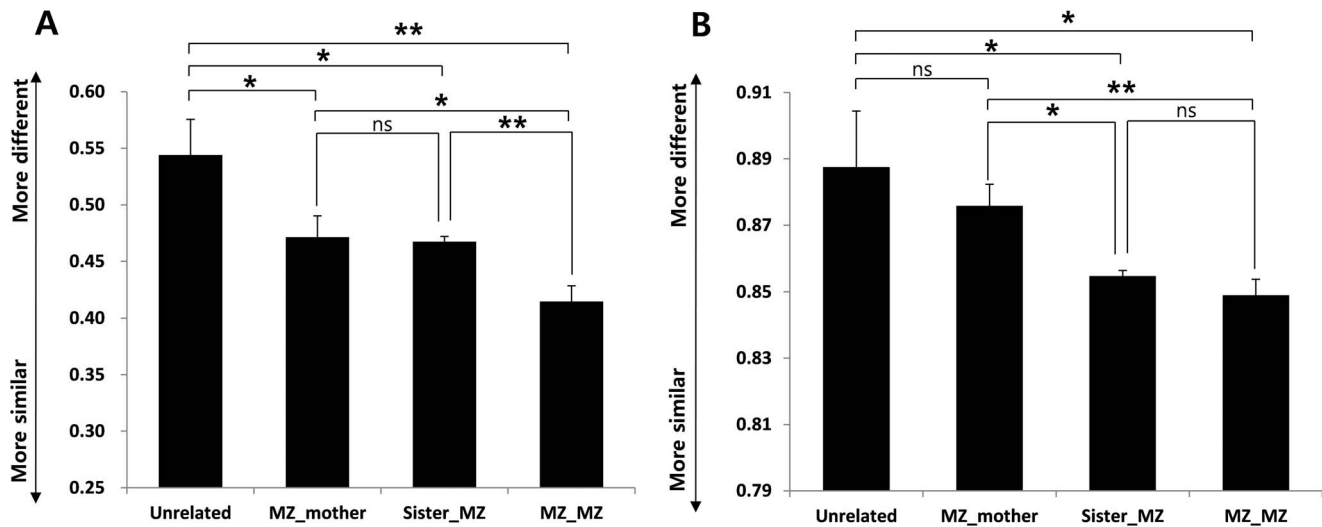 A
**
*
*
*
ns
**
More different
More similar
0.60
0.55
0.50
0.45
0.40
0.35
0.30
0.25
Unrelated MZ_mother Sister_MZ MZ_MZ
B
*
*
ns
**
*
ns
More different
More similar
0.91
0.89
0.87
0.85
0.83
0.81
0.79
Unrelated MZ_mother Sister_MZ MZ_MZ